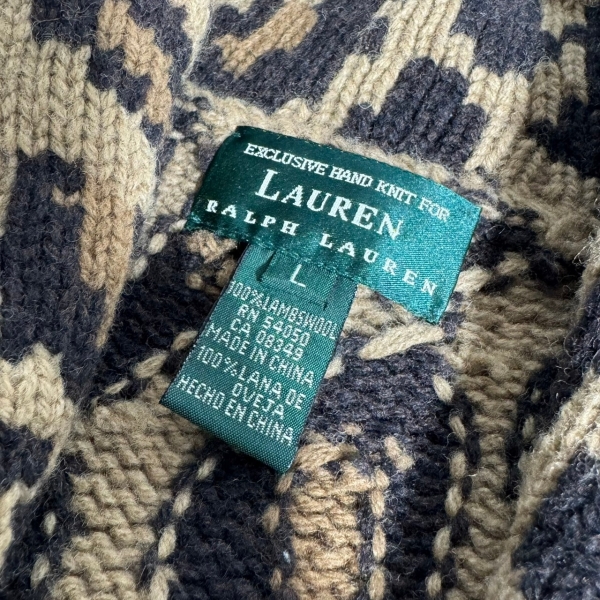 EXCLUSIVE HAND KNIT FOR
LAUREN
RALPH LAUREN
L
100%LAMBSWOOL
RN 54050
CA 08349
MADE IN CHINA
100%LANA DE
OVEJA
HECHO EN CHINA